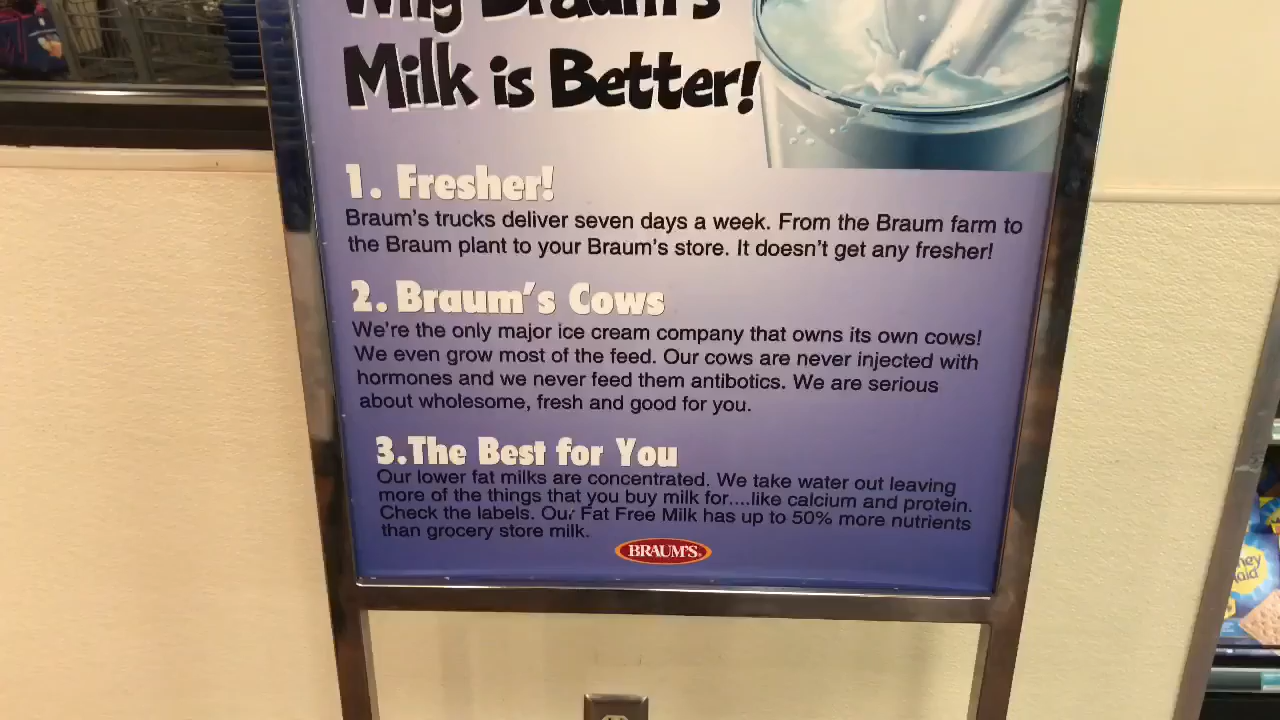 Why Braum's
Milk is Better!
1. Fresher!
Braum's trucks deliver seven days a week. From the Braum farm to
the Braum plant to your Braum's store. It doesn't get any fresher!
2. Braum's Cows
We're the only major ice cream company that owns its own cows!
We even grow most of the feed. Our cows are never injected with
hormones and we never feed them antibotics. We are serious
about wholesome, fresh and good for you.
3.The Best for You
Our lower fat milks are concentrated. We take water out leaving
more of the things that you buy milk for....like calcium and protein.
Check the labels. Our Fat Free Milk has up to 50% more nutrients
than grocery store milk.
BRAUM'S